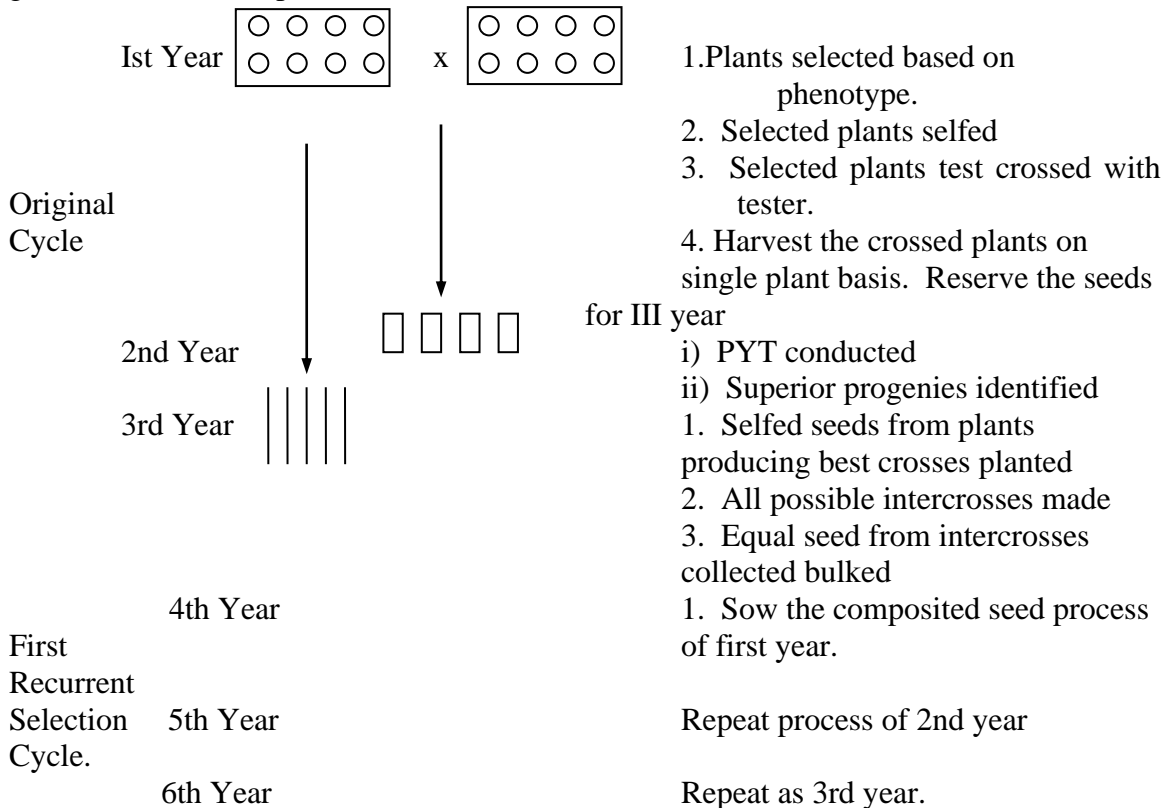 Ist Year
x
1.Plants selected based on
phenotype.
2. Selected plants selfed
3. Selected plants test crossed with
tester.
Original
Cycle
4. Harvest the crossed plants on
single plant basis. Reserve the seeds
for III year
2nd Year
i) PYT conducted
ii) Superior progenies identified
3rd Year
1. Selfed seeds from plants
producing best crosses planted
2. All possible intercrosses made
3. Equal seed from intercrosses
collected bulked
4th Year
1. Sow the composited seed process
of first year.
First
Recurrent
Selection
Cycle.
5th Year
Repeat process of 2nd year
6th Year
Repeat as 3rd year.